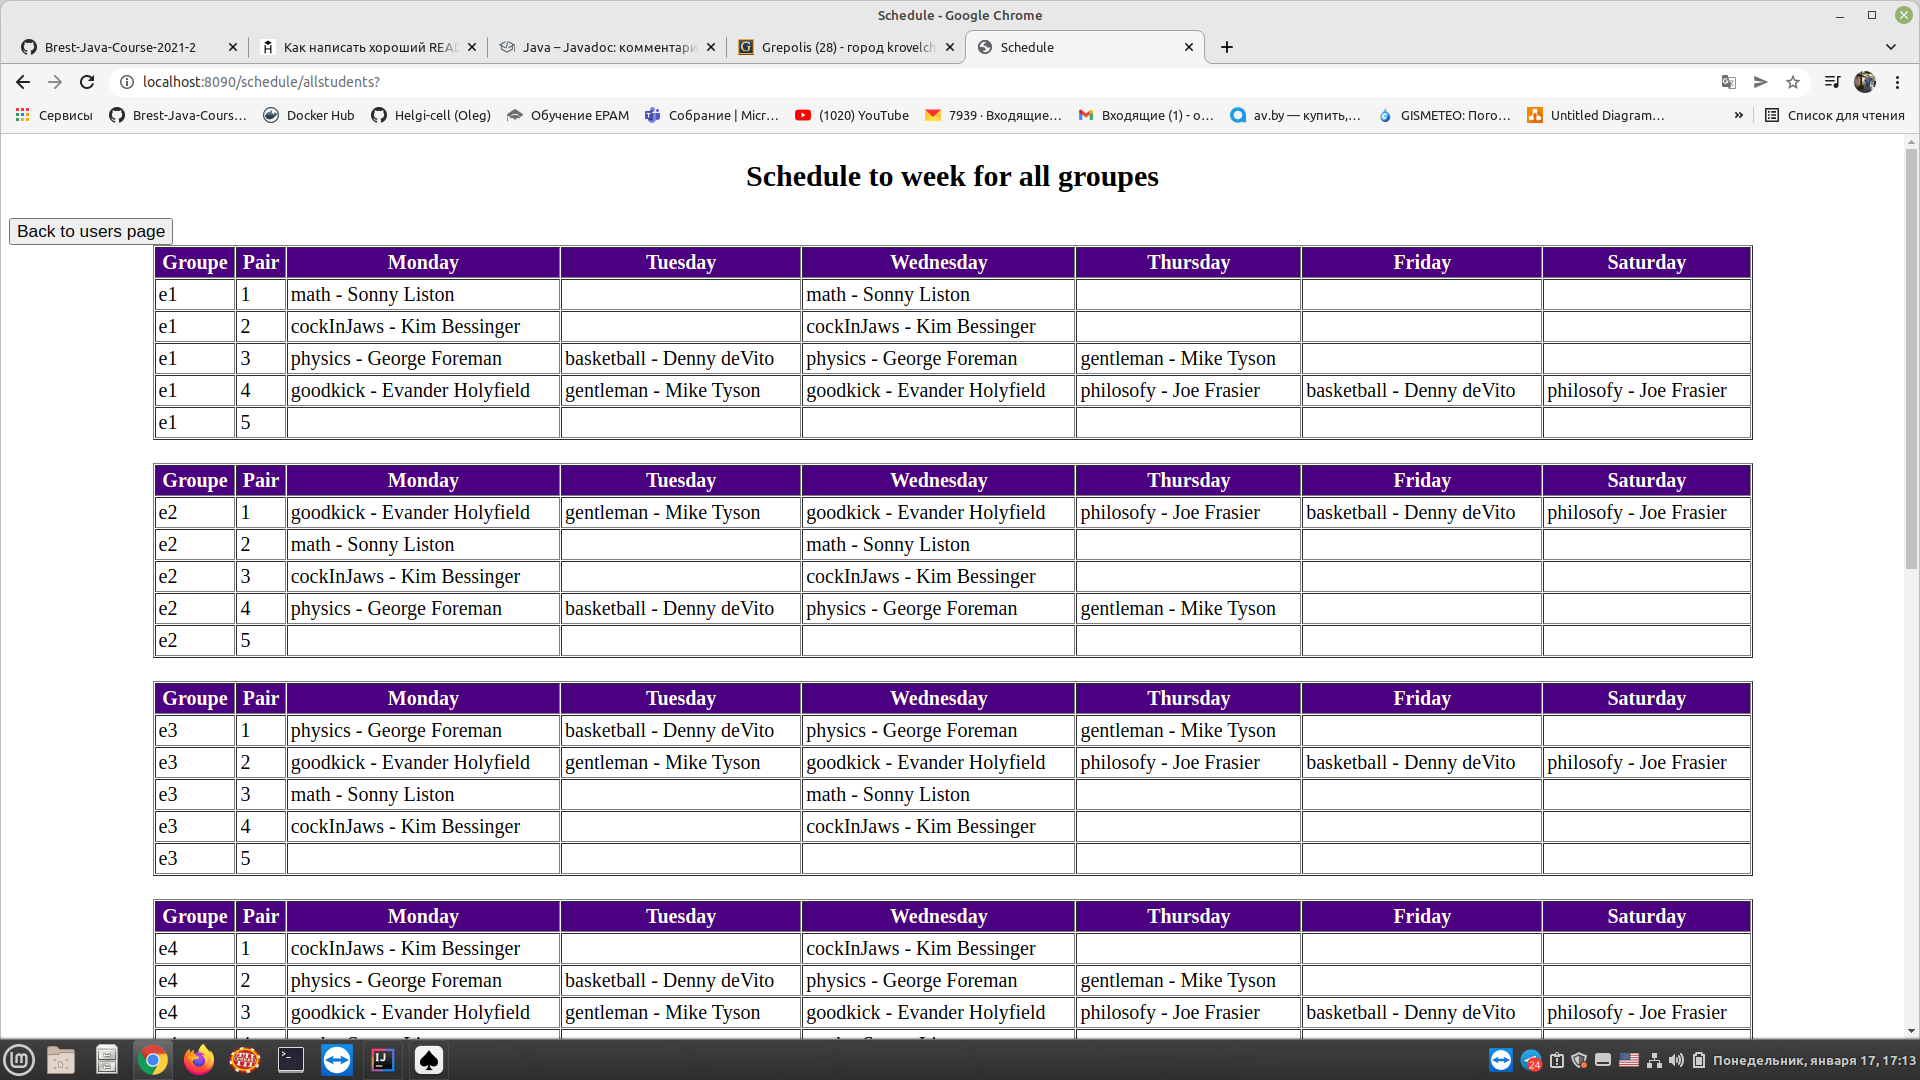 Schedule - Google Chrome
Brest-Java-Course-2021-2 Как написать хороший REA Java – Javadoc: комментари Grepolis (28) - город krovelch Schedule
localhost:8090/schedule/allstudents?
Сервисы Brest-Java-Cours… Docker Hub Helgi-cell (Oleg) Обучение EPAM Собрание | Micr… (1020) YouTube 7939 · Входящие… Входящие (1) - o… av.by — купить,… GISMETEO: Пого… Untitled Diagram… » Список для чтения
Schedule to week for all groupes
Back to users page
Groupe Pair Monday Tuesday Wednesday Thursday Friday Saturday
e1 1 math - Sonny Liston math - Sonny Liston
e1 2 cockInJaws - Kim Bessinger cockInJaws - Kim Bessinger
e1 3 physics - George Foreman basketball - Denny deVito physics - George Foreman gentleman - Mike Tyson
e1 4 goodkick - Evander Holyfield gentleman - Mike Tyson goodkick - Evander Holyfield philosofy - Joe Frasier basketball - Denny deVito philosofy - Joe Frasier
e1 5
Groupe Pair Monday Tuesday Wednesday Thursday Friday Saturday
e2 1 goodkick - Evander Holyfield gentleman - Mike Tyson goodkick - Evander Holyfield philosofy - Joe Frasier basketball - Denny deVito philosofy - Joe Frasier
e2 2 math - Sonny Liston math - Sonny Liston
e2 3 cockInJaws - Kim Bessinger cockInJaws - Kim Bessinger
e2 4 physics - George Foreman basketball - Denny deVito physics - George Foreman gentleman - Mike Tyson
e2 5
Groupe Pair Monday Tuesday Wednesday Thursday Friday Saturday
e3 1 physics - George Foreman basketball - Denny deVito physics - George Foreman gentleman - Mike Tyson
e3 2 goodkick - Evander Holyfield gentleman - Mike Tyson goodkick - Evander Holyfield philosofy - Joe Frasier basketball - Denny deVito philosofy - Joe Frasier
e3 3 math - Sonny Liston math - Sonny Liston
e3 4 cockInJaws - Kim Bessinger cockInJaws - Kim Bessinger
e3 5
Groupe Pair Monday Tuesday Wednesday Thursday Friday Saturday
e4 1 cockInJaws - Kim Bessinger cockInJaws - Kim Bessinger
e4 2 physics - George Foreman basketball - Denny deVito physics - George Foreman gentleman - Mike Tyson
e4 3 goodkick - Evander Holyfield gentleman - Mike Tyson goodkick - Evander Holyfield philosofy - Joe Frasier basketball - Denny deVito philosofy - Joe Frasier
24 Понедельник, января 17, 17:13